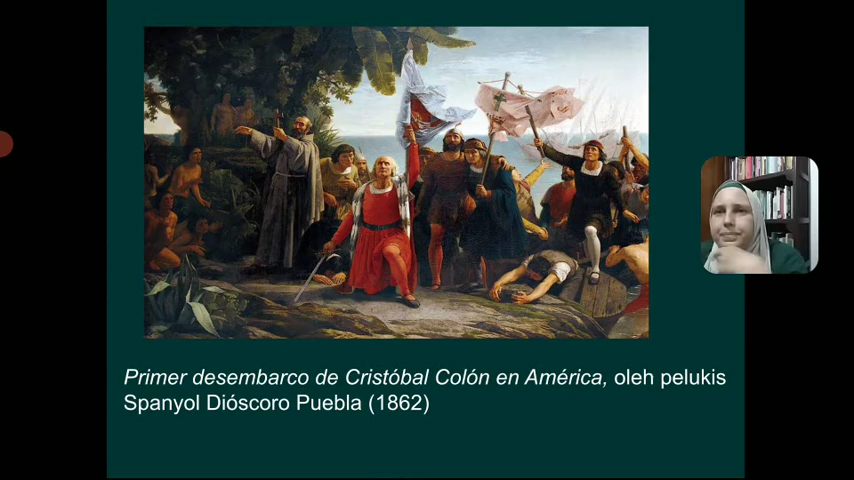 Primer desembarco de Cristóbal Colón en América, oleh pelukis
Spanyol Dióscoro Puebla (1862)